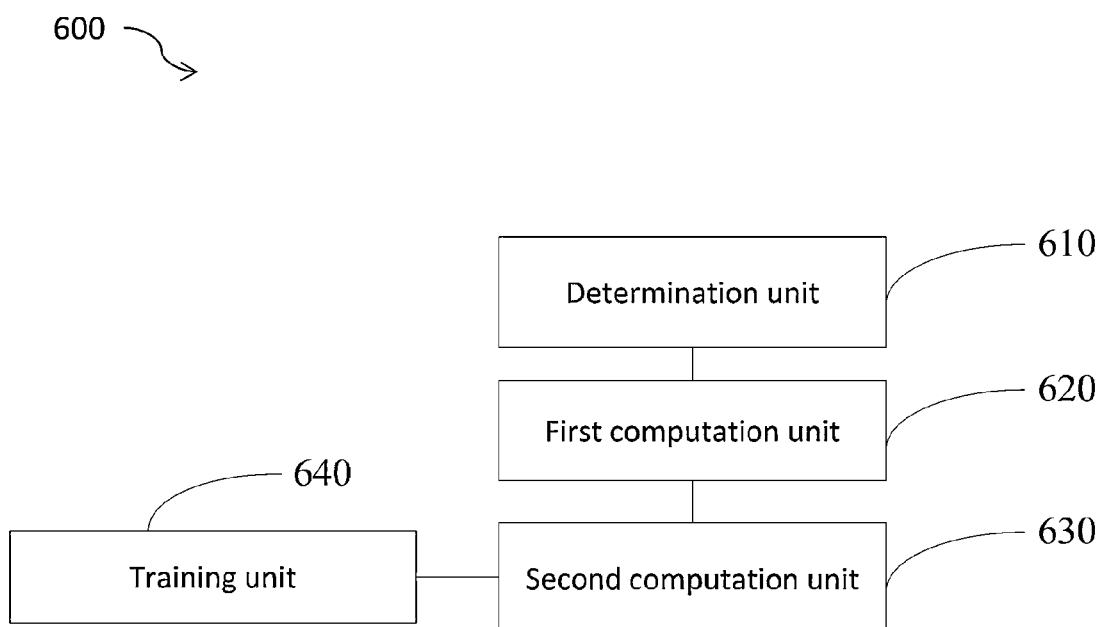 600
610
Determination unit
620
First computation unit
640
630
Training unit
Second computation unit